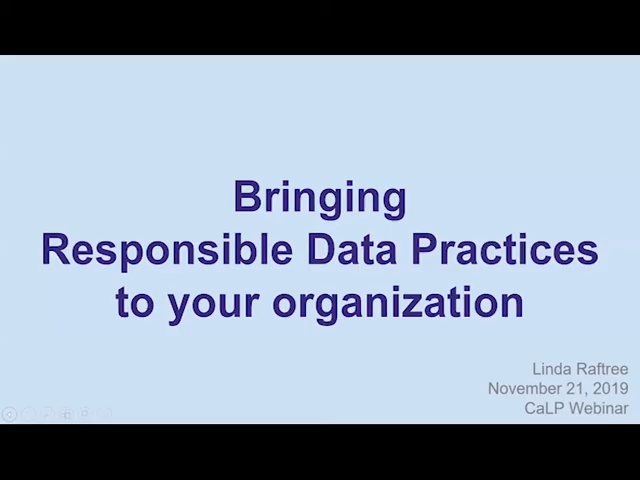 Bringing
Responsible Data Practices
to your organization
Linda Raftree
November 21, 2019
CaLP Webinar